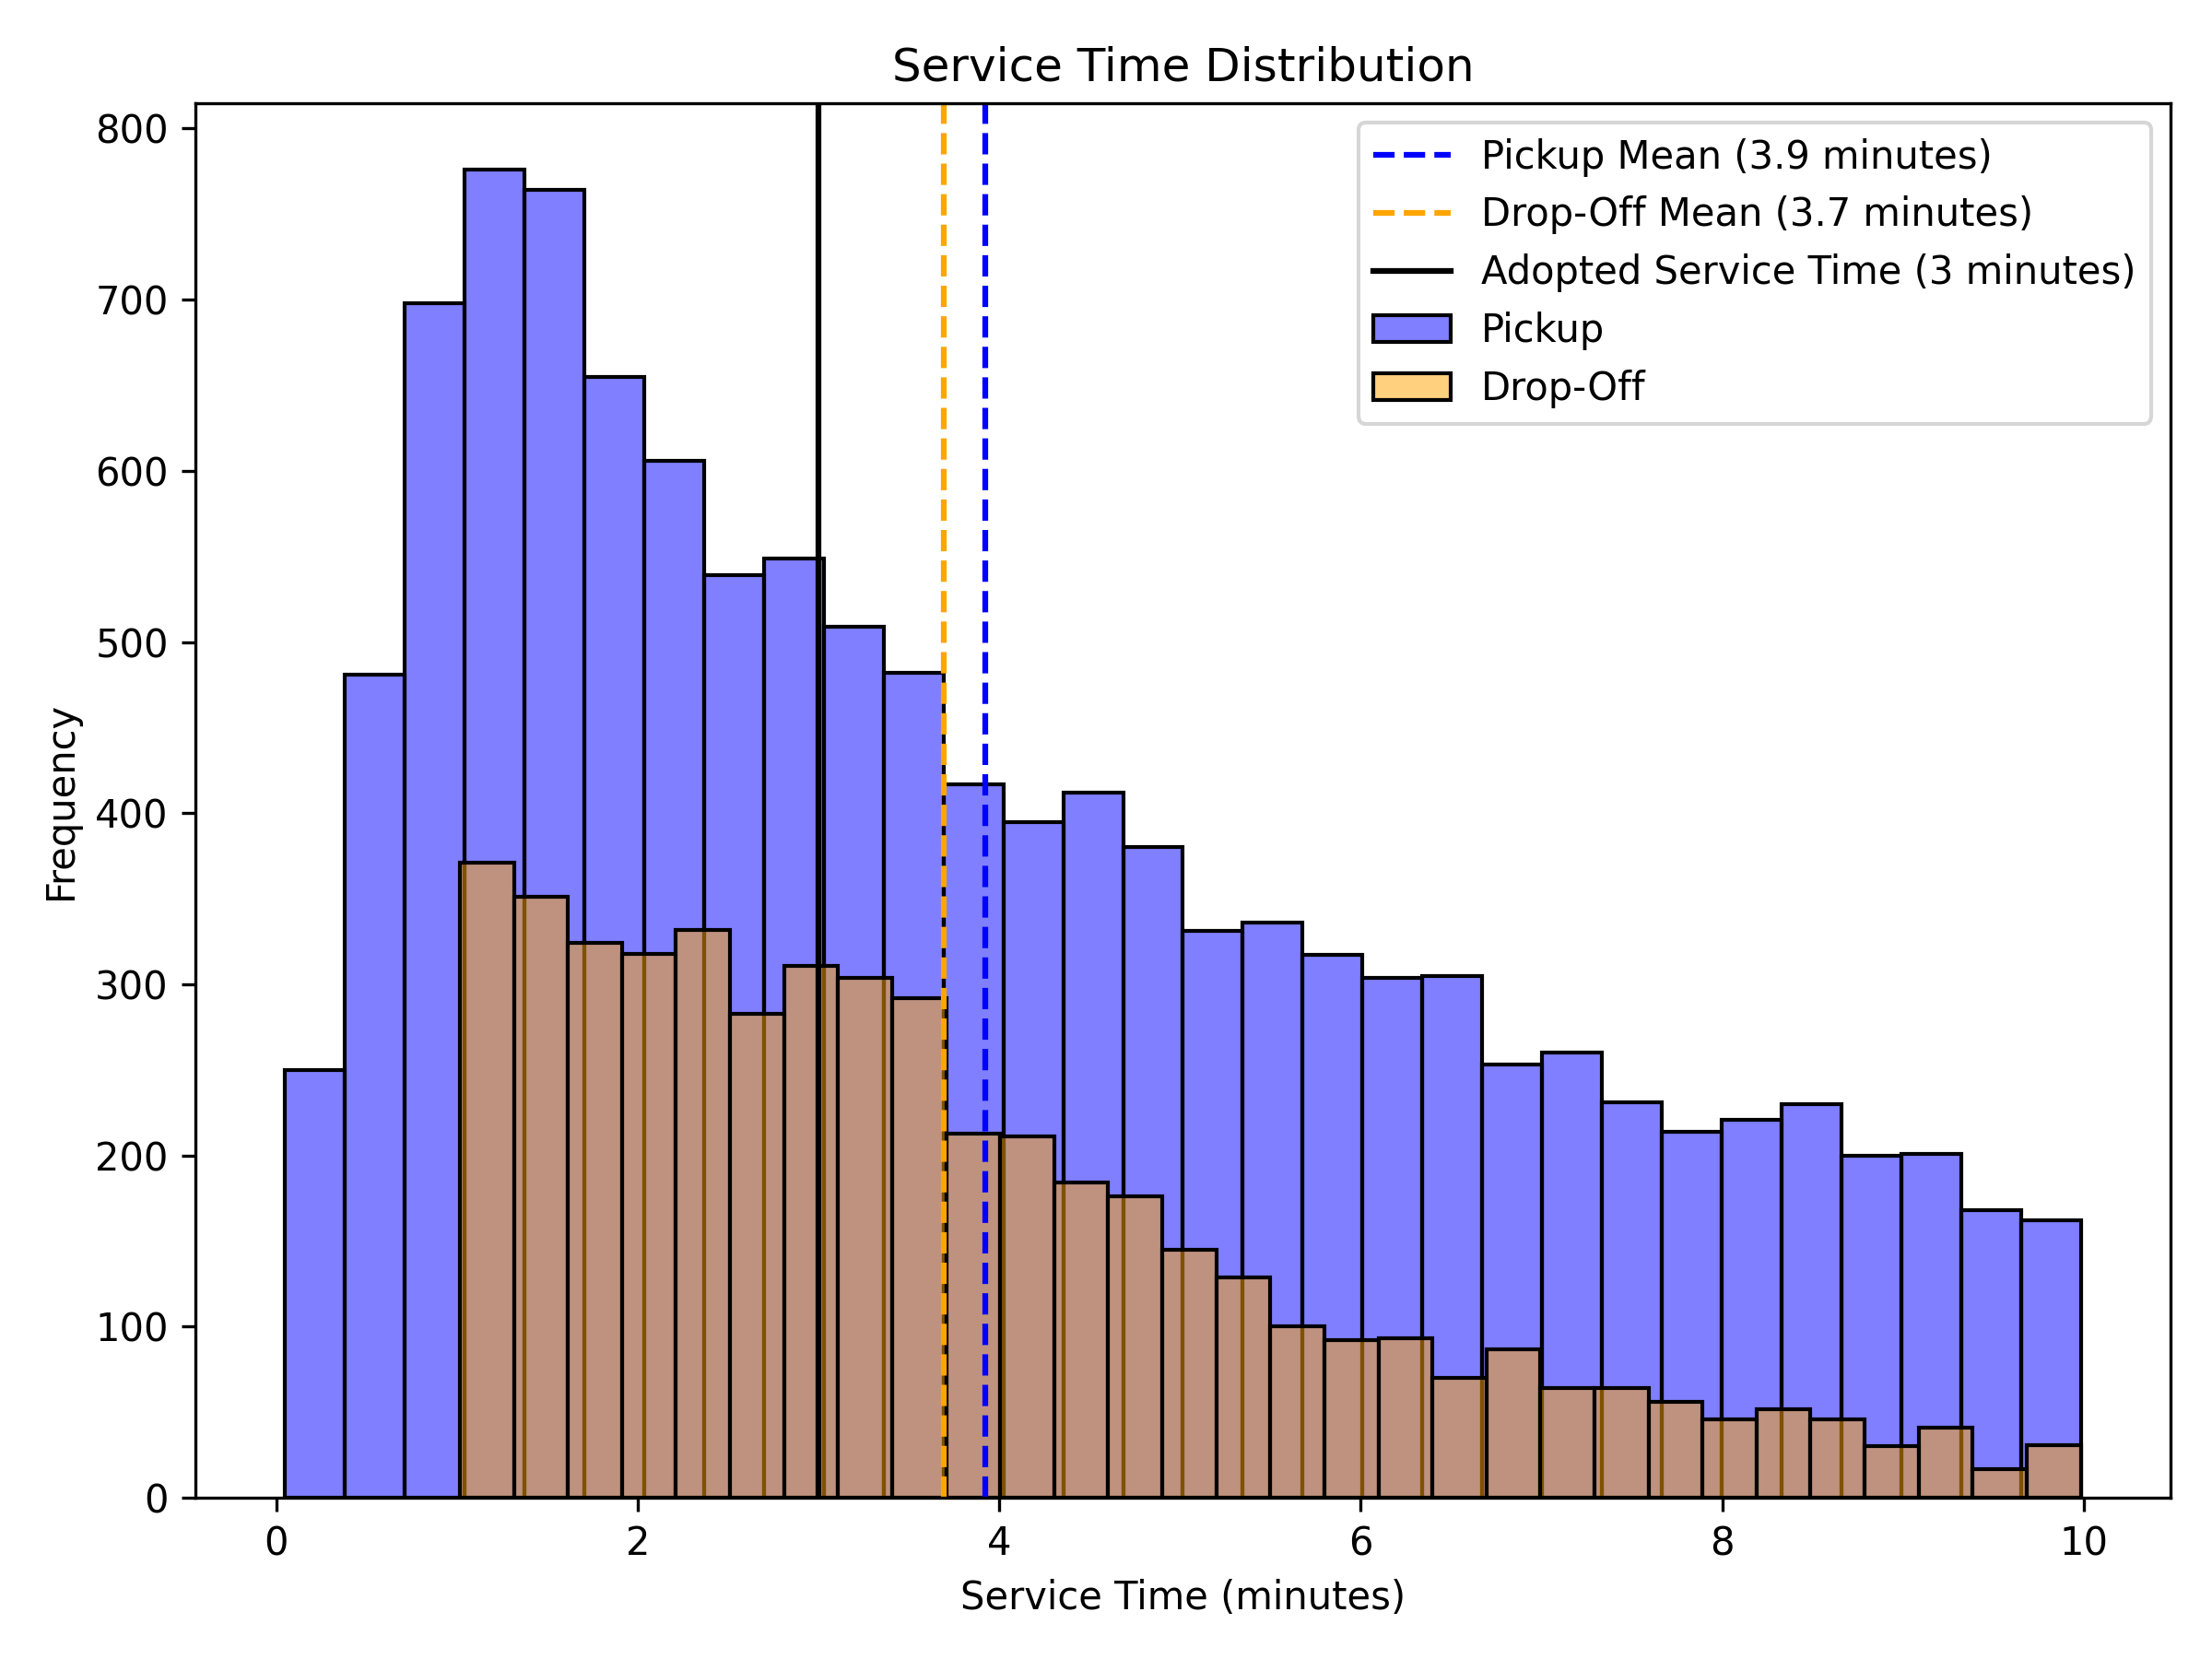 Service Time Distribution
800
700
600
500
400
300
200
100
0
Frequency
Pickup Mean (3.9 minutes)
Drop-Off Mean (3.7 minutes)
Adopted Service Time (3 minutes)
Pickup
Drop-Off
0 2 4 6 8 10
Service Time (minutes)